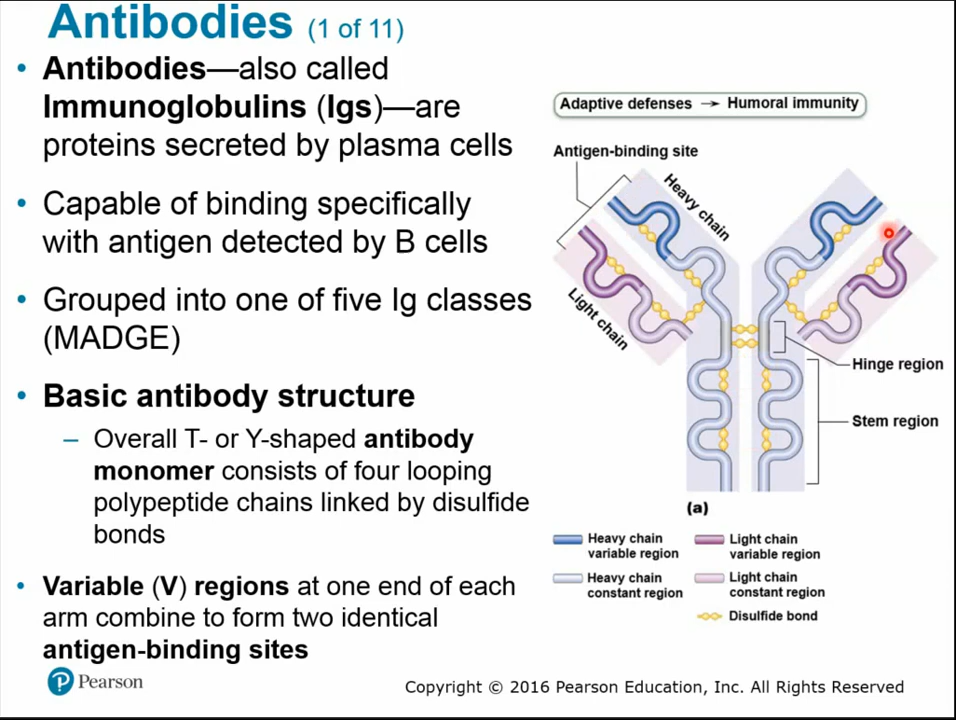 Antibodies (1 of 11)
• Antibodies—also called
Immunoglobulins (Igs)—are
proteins secreted by plasma cells
• Capable of binding specifically
with antigen detected by B cells
• Grouped into one of five Ig classes
(MADGE)
• Basic antibody structure
– Overall T- or Y-shaped antibody
monomer consists of four looping
polypeptide chains linked by disulfide
bonds
• Variable (V) regions at one end of each
arm combine to form two identical
antigen-binding sites
Adaptive defenses → Humoral immunity
Antigen-binding site
Heavy chain
Light chain
Hinge region
Stem region
(a)
Heavy chain
variable region
Light chain
variable region
Heavy chain
constant region
Light chain
constant region
Disulfide bond
P Pearson
Copyright © 2016 Pearson Education, Inc. All Rights Reserved